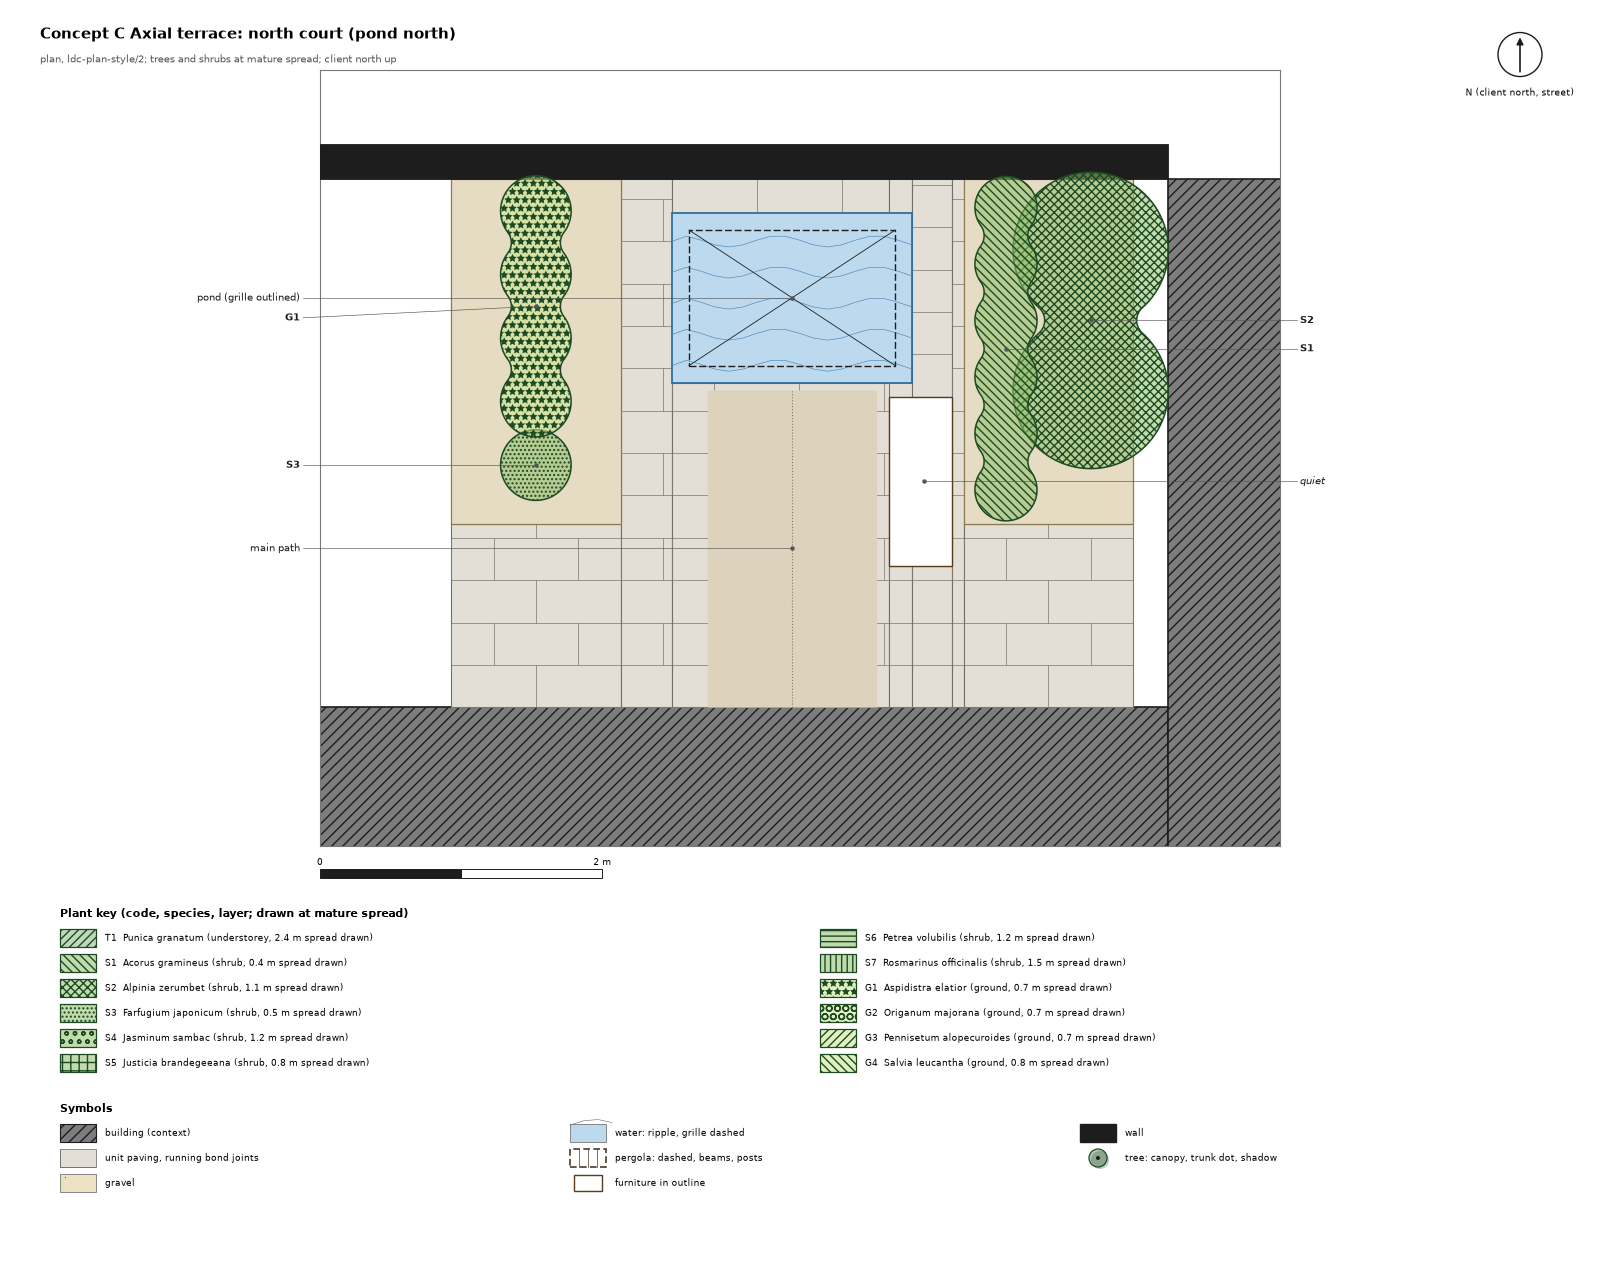 Concept C Axial terrace: north court (pond north)
plan, ldc-plan-style/2; trees and shrubs at mature spread; client north up
N (client north, street)
pond (grille outlined)
G1
S2
S1
S3
quiet
main path
0
2 m
Plant key (code, species, layer; drawn at mature spread)
T1 Punica granatum (understorey, 2.4 m spread drawn)
S1 Acorus gramineus (shrub, 0.4 m spread drawn)
S2 Alpinia zerumbet (shrub, 1.1 m spread drawn)
S3 Farfugium japonicum (shrub, 0.5 m spread drawn)
S4 Jasminum sambac (shrub, 1.2 m spread drawn)
S5 Justicia brandegeeana (shrub, 0.8 m spread drawn)
S6 Petrea volubilis (shrub, 1.2 m spread drawn)
S7 Rosmarinus officinalis (shrub, 1.5 m spread drawn)
G1 Aspidistra elatior (ground, 0.7 m spread drawn)
G2 Origanum majorana (ground, 0.7 m spread drawn)
G3 Pennisetum alopecuroides (ground, 0.7 m spread drawn)
G4 Salvia leucantha (ground, 0.8 m spread drawn)
Symbols
building (context)
unit paving, running bond joints
gravel
water: ripple, grille dashed
pergola: dashed, beams, posts
furniture in outline
wall
tree: canopy, trunk dot, shadow